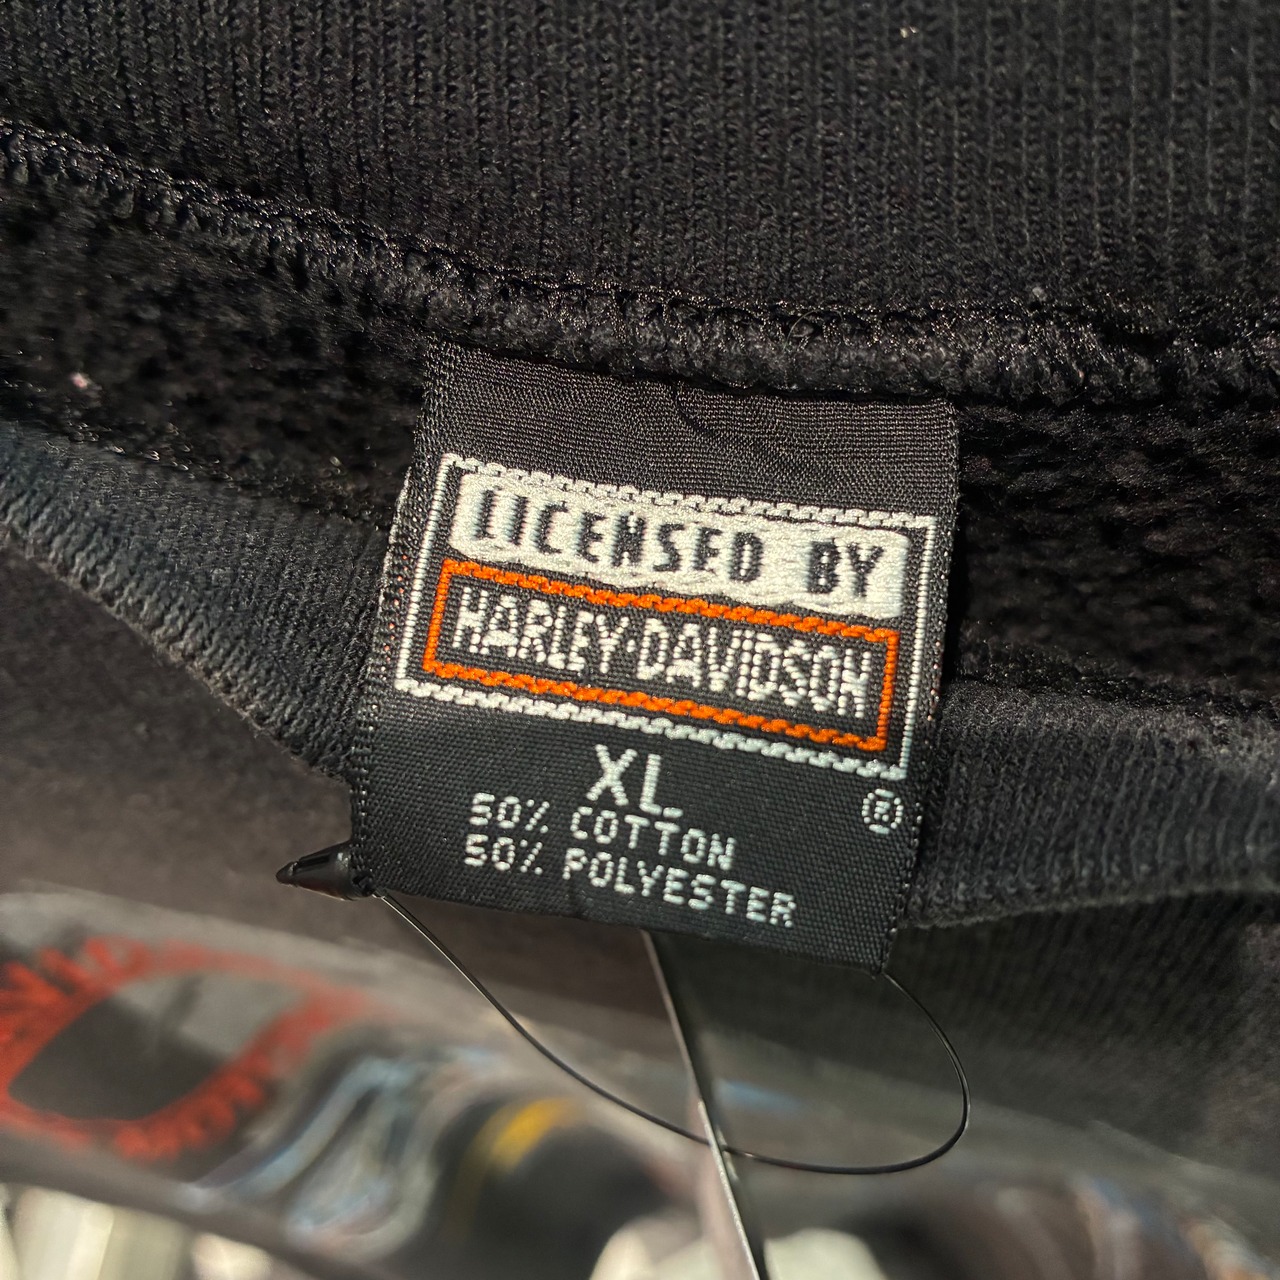 LICENSED BY
HARLEY·DAVIDSON
XL
®
50% COTTON
50% POLYESTER